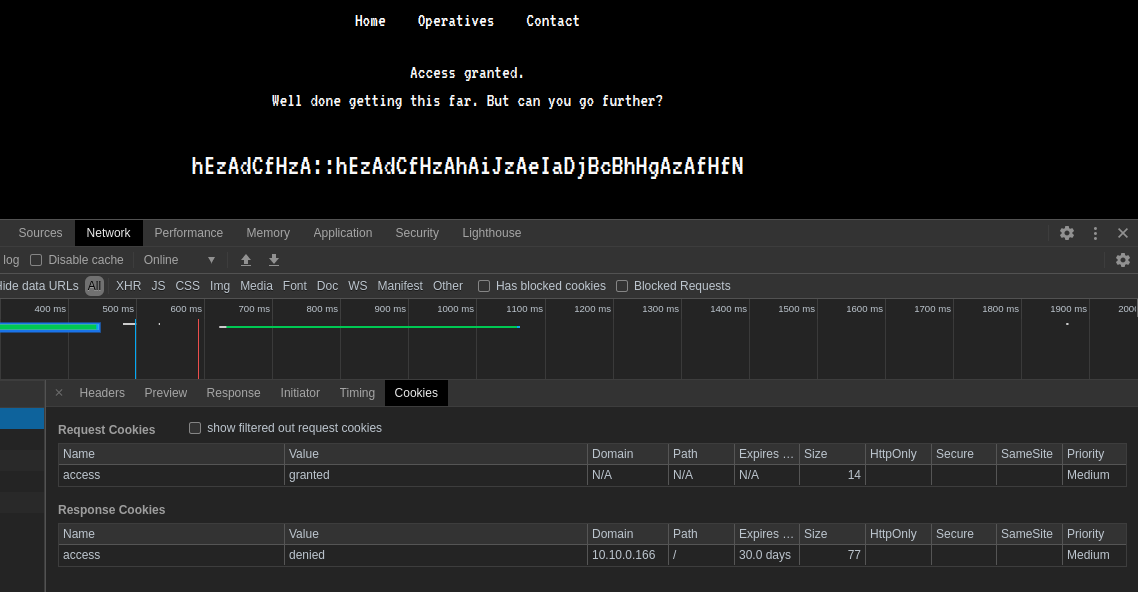 Home Operatives Contact
Access granted.
Well done getting this far. But can you go further?
hEzAdCfHzA::hEzAdCfHzAhAiJzAeIaDjBcBhHgAzAfHfN
Sources Network Performance Memory Application Security Lighthouse
log Disable cache Online
Hide data URLs All XHR JS CSS Img Media Font Doc WS Manifest Other Has blocked cookies Blocked Requests
400 ms 500 ms 600 ms 700 ms 800 ms 900 ms 1000 ms 1100 ms 1200 ms 1300 ms 1400 ms 1500 ms 1600 ms 1700 ms 1800 ms 1900 ms 2000
× Headers Preview Response Initiator Timing Cookies
Request Cookies show filtered out request cookies
Name Value Domain Path Expires ... Size HttpOnly Secure SameSite Priority
access granted N/A N/A N/A 14 Medium
Response Cookies
Name Value Domain Path Expires ... Size HttpOnly Secure SameSite Priority
access denied 10.10.0.166 / 30.0 days 77 Medium